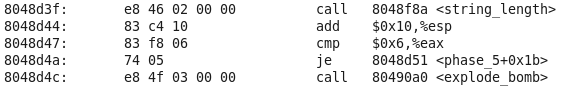 8048d3f: e8 46 02 00 00 call 8048f8a <string_length>
8048d44: 83 c4 10 add $0x10,%esp
8048d47: 83 f8 06 cmp $0x6,%eax
8048d4a: 74 05 je 8048d51 <phase_5+0x1b>
8048d4c: e8 4f 03 00 00 call 80490a0 <explode_bomb>